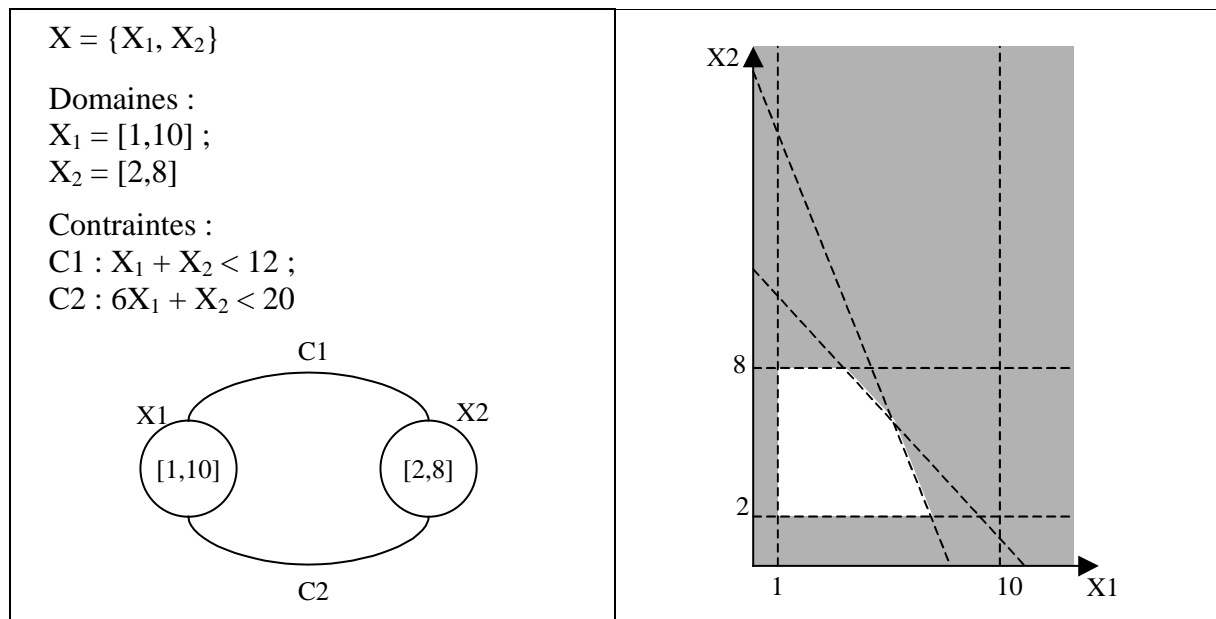 X = {X₁, X₂}
Domaines :
X₁ = [1,10] ;
X₂ = [2,8]
Contraintes :
C1 : X₁ + X₂ < 12 ;
C2 : 6X₁ + X₂ < 20
C1
X1
X2
[1,10]
[2,8]
C2
X2
8
2
1
10
X1